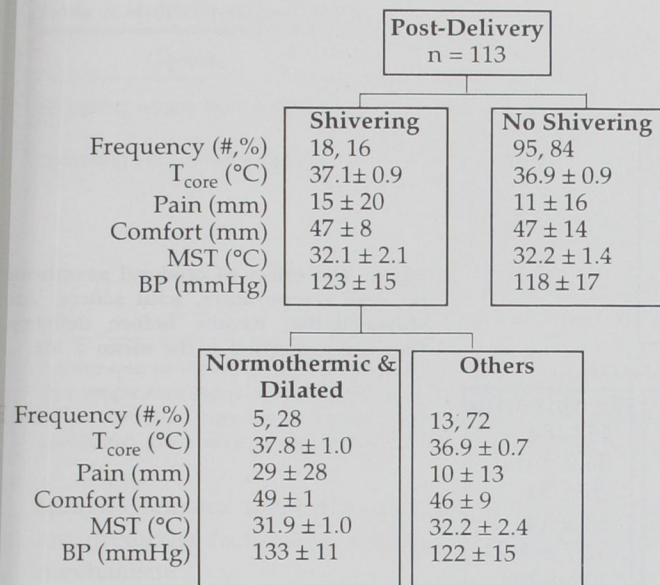 Post-Delivery
n = 113
Shivering No Shivering
Frequency (#,%) 18, 16 95, 84
Tcore (°C) 37.1± 0.9 36.9 ± 0.9
Pain (mm) 15 ± 20 11 ± 16
Comfort (mm) 47 ± 8 47 ± 14
MST (°C) 32.1 ± 2.1 32.2 ± 1.4
BP (mmHg) 123 ± 15 118 ± 17
Normothermic & Others
Dilated
Frequency (#,%) 5, 28 13, 72
Tcore (°C) 37.8 ± 1.0 36.9 ± 0.7
Pain (mm) 29 ± 28 10 ± 13
Comfort (mm) 49 ± 1 46 ± 9
MST (°C) 31.9 ± 1.0 32.2 ± 2.4
BP (mmHg) 133 ± 11 122 ± 15